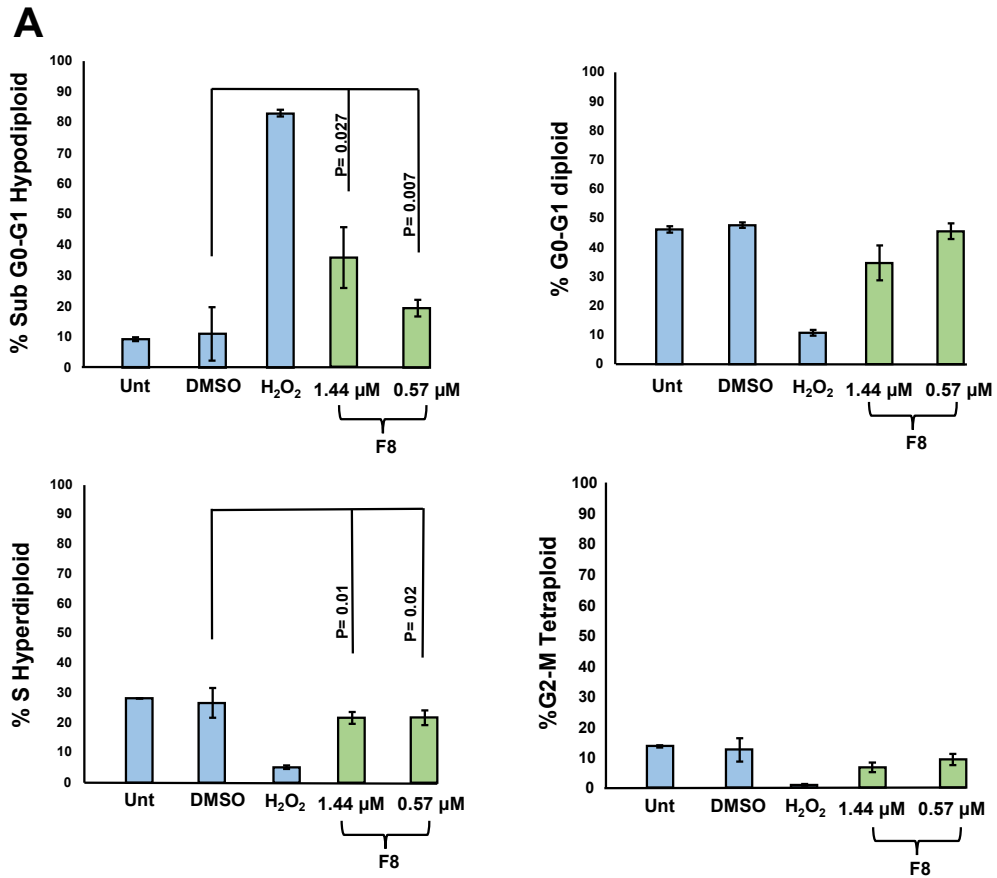 A
% Sub G0-G1 Hypodiploid
100
90
80
70
60
50
40
30
20
10
0
P= 0.027
P= 0.007
Unt DMSO H₂O₂ 1.44 µM 0.57 µM
F8
% G0-G1 diploid
100
90
80
70
60
50
40
30
20
10
0
Unt DMSO H₂O₂ 1.44 µM 0.57 µM
F8
% S Hyperdiploid
100
90
80
70
60
50
40
30
20
10
0
P= 0.01
P= 0.02
Unt DMSO H₂O₂ 1.44 µM 0.57 µM
F8
%G2-M Tetraploid
100
90
80
70
60
50
40
30
20
10
0
Unt DMSO H₂O₂ 1.44 µM 0.57 µM
F8